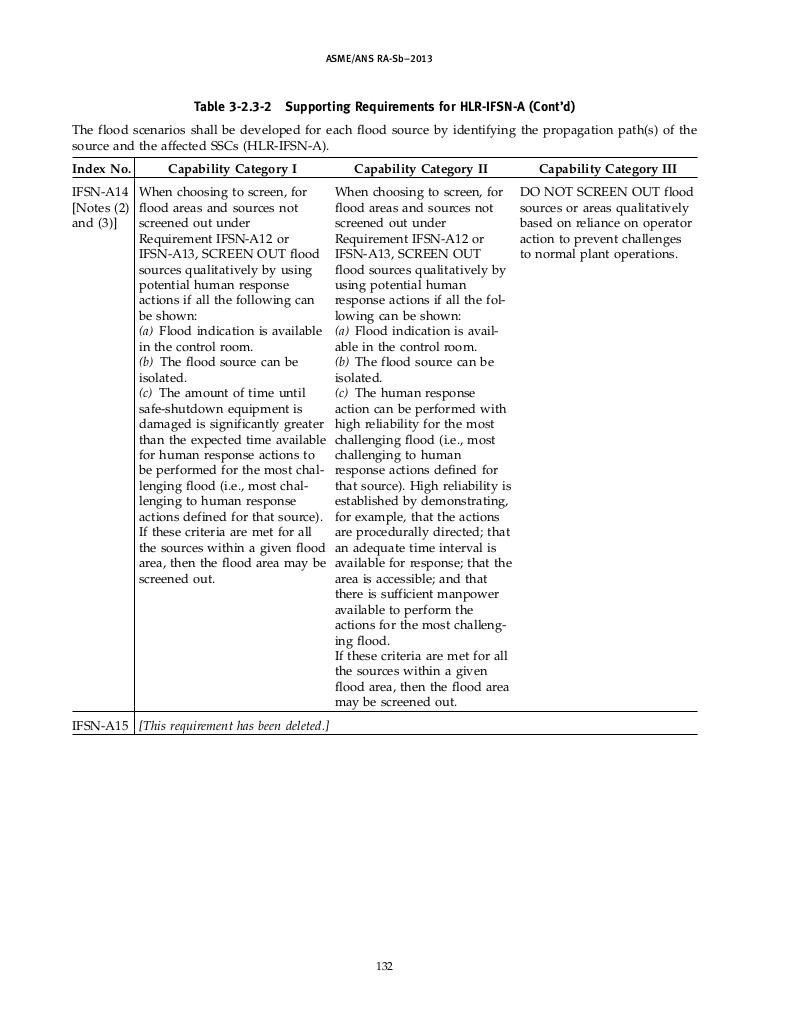 ASME/ANS RA-Sb–2013
Table 3-2.3-2 Supporting Requirements for HLR-IFSN-A (Cont’d)
The flood scenarios shall be developed for each flood source by identifying the propagation path(s) of the
source and the affected SSCs (HLR-IFSN-A).
Index No. Capability Category I Capability Category II Capability Category III
IFSN-A14
[Notes (2)
and (3)]
When choosing to screen, for
flood areas and sources not
screened out under
Requirement IFSN-A12 or
IFSN-A13, SCREEN OUT flood
sources qualitatively by using
potential human response
actions if all the following can
be shown:
(a) Flood indication is available
in the control room.
(b) The flood source can be
isolated.
(c) The amount of time until
safe-shutdown equipment is
damaged is significantly greater
than the expected time available
for human response actions to
be performed for the most chal-
lenging flood (i.e., most chal-
lenging to human response
actions defined for that source).
If these criteria are met for all
the sources within a given flood
area, then the flood area may be
screened out.
When choosing to screen, for
flood areas and sources not
screened out under
Requirement IFSN-A12 or
IFSN-A13, SCREEN OUT
flood sources qualitatively by
using potential human
response actions if all the fol-
lowing can be shown:
(a) Flood indication is avail-
able in the control room.
(b) The flood source can be
isolated.
(c) The human response
action can be performed with
high reliability for the most
challenging flood (i.e., most
challenging to human
response actions defined for
that source). High reliability is
established by demonstrating,
for example, that the actions
are procedurally directed; that
an adequate time interval is
available for response; that the
area is accessible; and that
there is sufficient manpower
available to perform the
actions for the most challeng-
ing flood.
If these criteria are met for all
the sources within a given
flood area, then the flood area
may be screened out.
DO NOT SCREEN OUT flood
sources or areas qualitatively
based on reliance on operator
action to prevent challenges
to normal plant operations.
IFSN-A15 [This requirement has been deleted.]
132